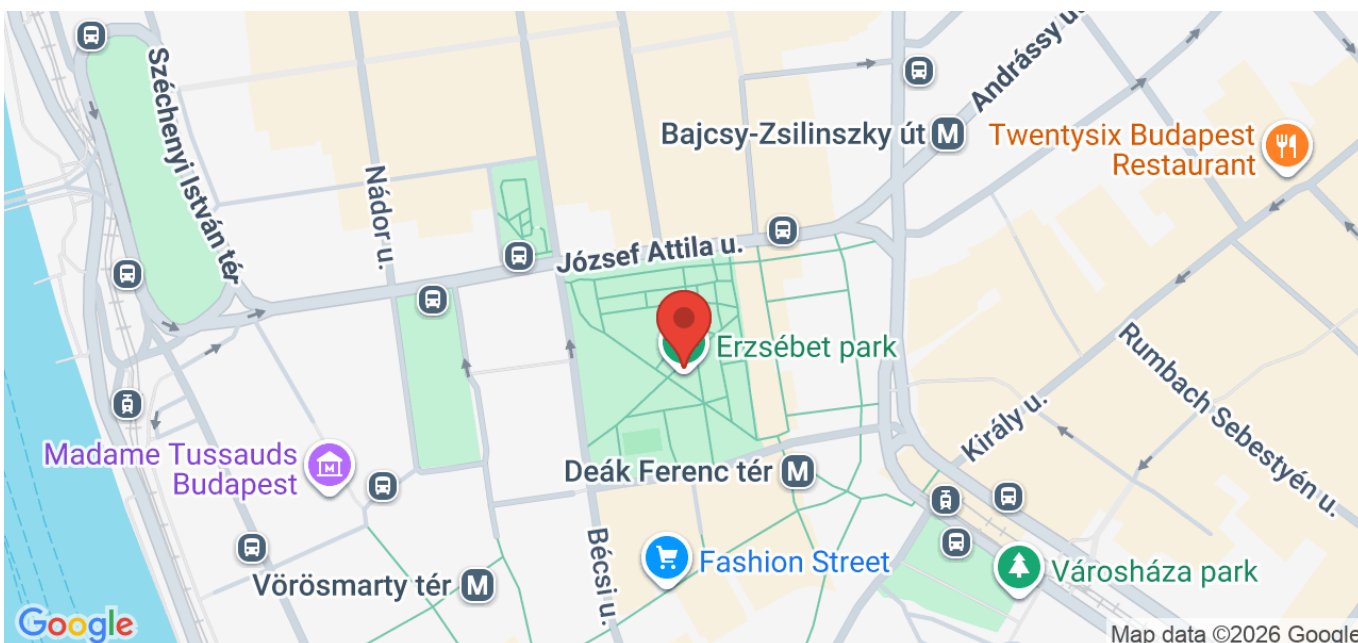 Széchenyi István tér
Nádor u.
József Attila u.
Andrássy ú
Bajcsy-Zsilinszky út M
Twentysix Budapest
Restaurant
Erzsébet park
Rumbach Sebestyén u.
Király u.
Madame Tussauds
Budapest
M
Deák Ferenc tér M
Bécsi u.
Fashion Street
Vörösmarty tér M
Városháza park
Google
Map data ©2026 Google